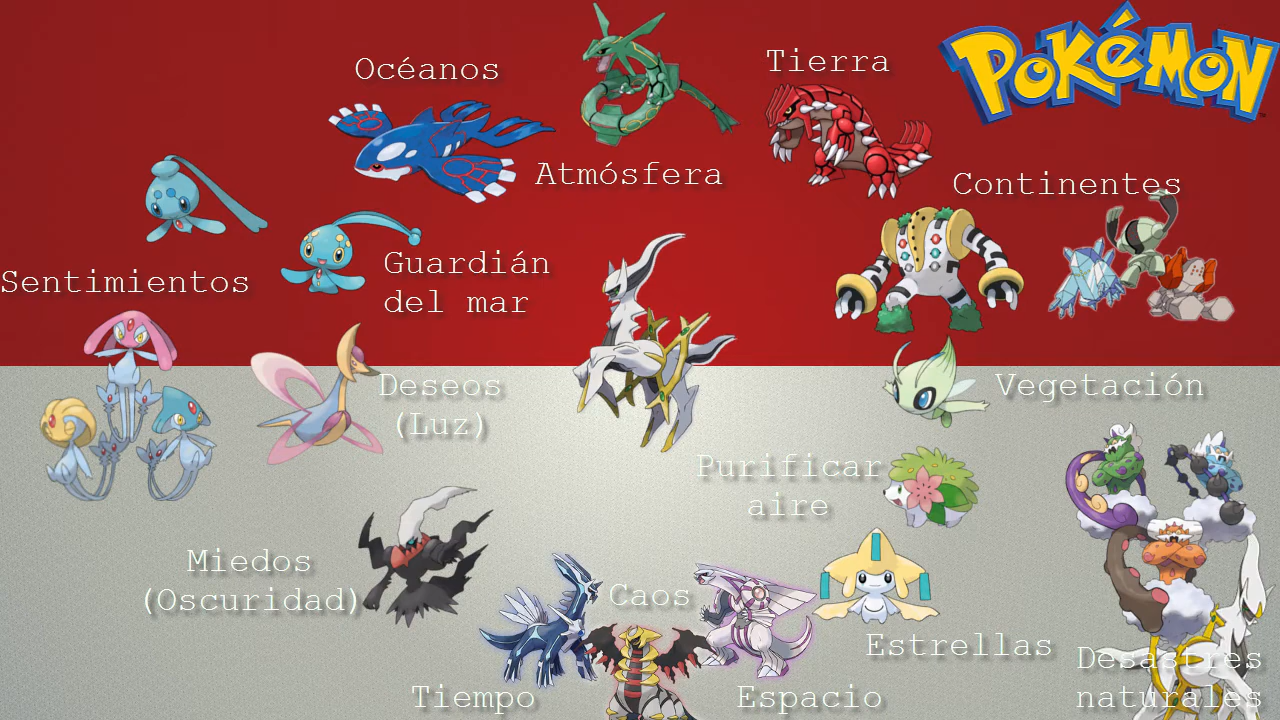 POKéMON
Océanos
Tierra
Atmósfera
Continentes
Guardián
del mar
Sentimientos
Deseos
(Luz)
Vegetación
Purificar
aire
Miedos
(Oscuridad)
Caos
Estrellas
Desastres
naturales
Tiempo
Espacio